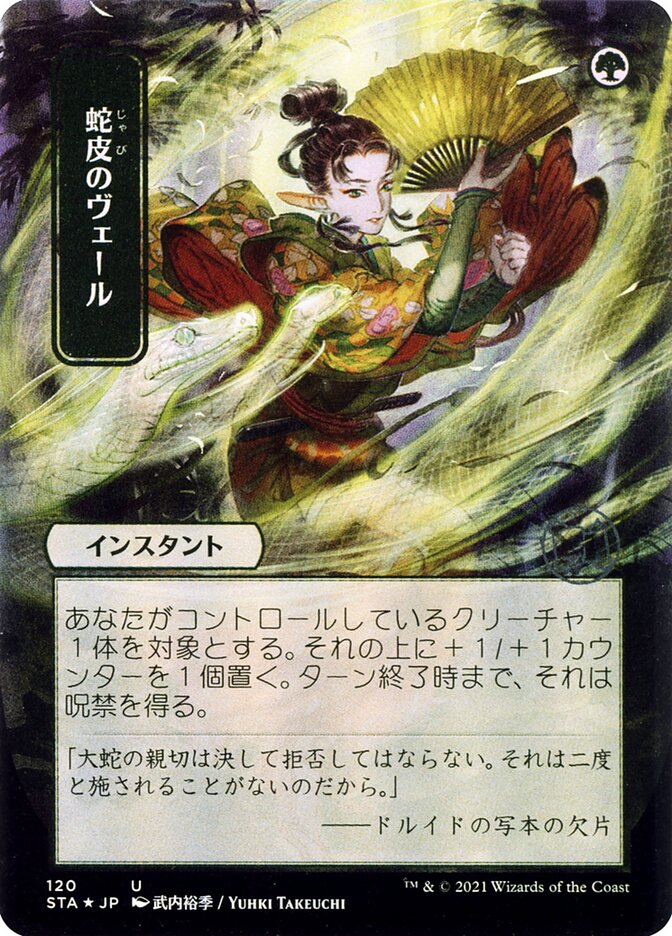 蛇皮のヴェール
じゃび
インスタント
あなたがコントロールしているクリーチャー
1体を対象とする。それの上に+1/+1カウ
ンターを1個置く。ターン終了時まで、それは
呪禁を得る。
「大蛇の親切は決して拒否してはならない。それは二度
と施されることがないのだから。」
――ドルイドの写本の欠片
120 U
STA★JP 武内裕季 / YUHKI TAKEUCHI
™ & © 2021 Wizards of the Coast